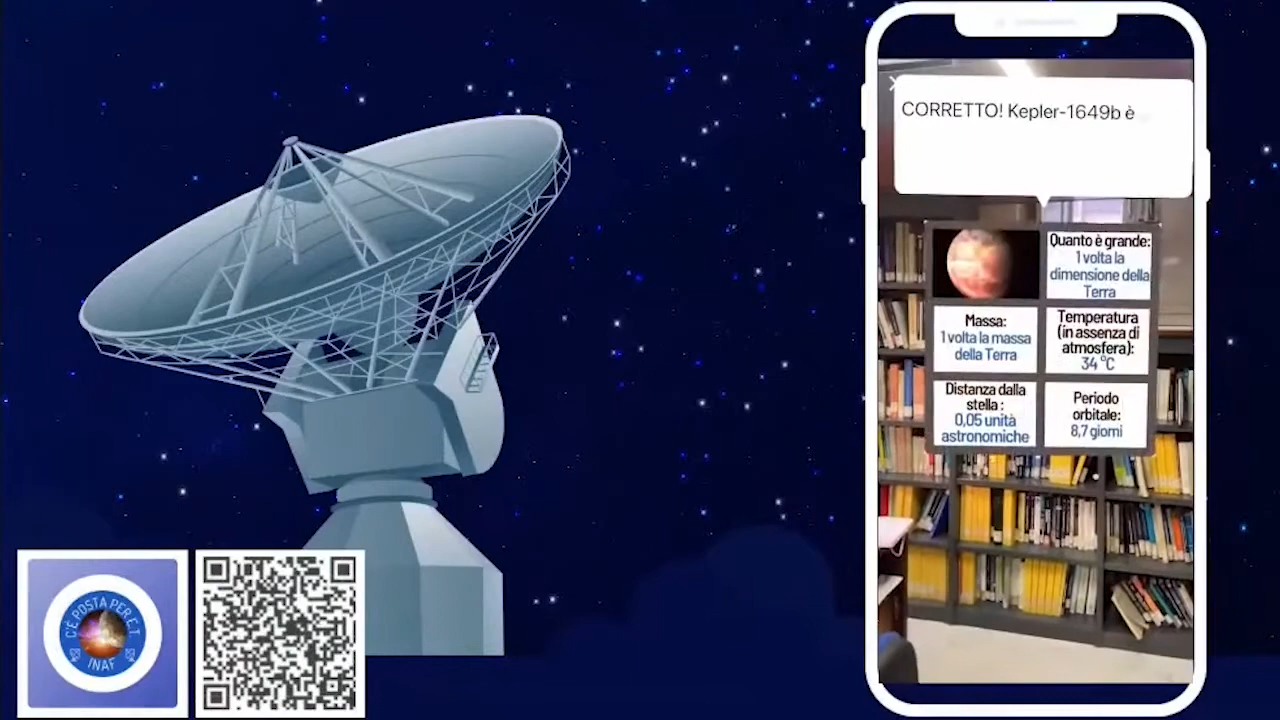 CORRETTO! Kepler-1649b è
Quanto è grande:
1 volta la
dimensione della
Terra
Massa:
1 volta la massa
della Terra
Temperatura
(in assenza di
atmosfera):
34 °C
Distanza dalla
stella :
0,05 unità
astronomiche
Periodo
orbitale:
8,7 giorni
C'È POSTA PER E.T.
INAF